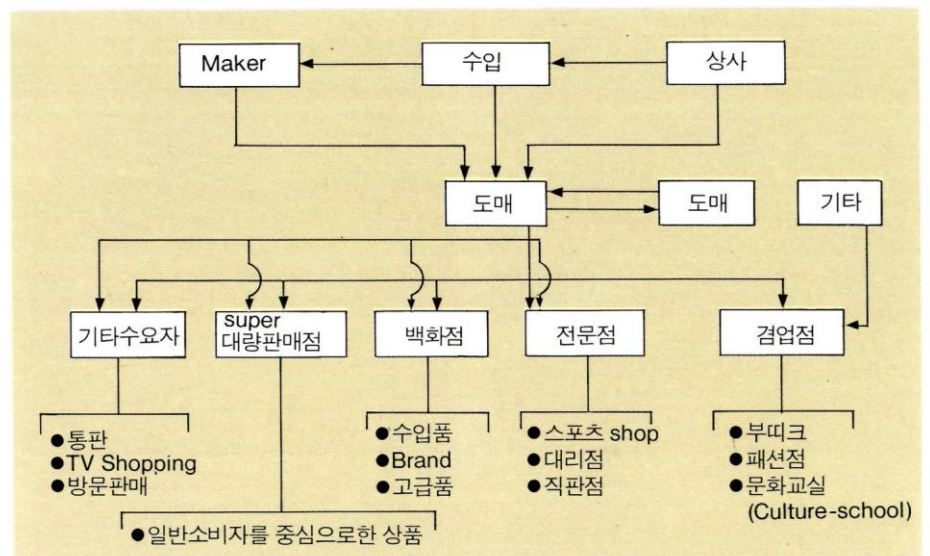 Maker
수입
상사
도매
도매
기타
기타수요자
super
대량판매점
백화점
전문점
겸업점
●통판
●TV Shopping
●방문판매
●수입품
●Brand
●고급품
●스포츠 shop
●대리점
●직판점
●부띠크
●패션점
●문화교실
(Culture-school)
●일반소비자를 중심으로한 상품